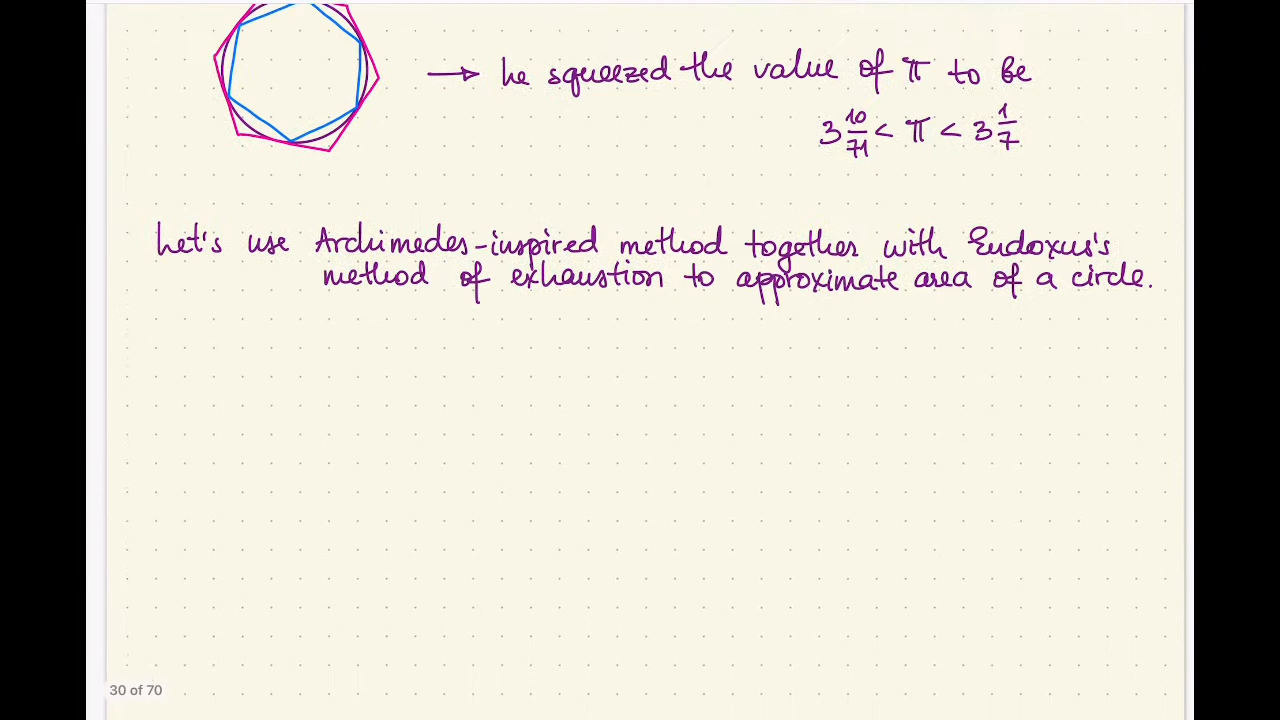 → he squeezed the value of π to be
3 10/71 < π < 3 1/7
Let's use Archimedes-inspired method together with Eudoxus's
method of exhaustion to approximate area of a circle.
30 of 70